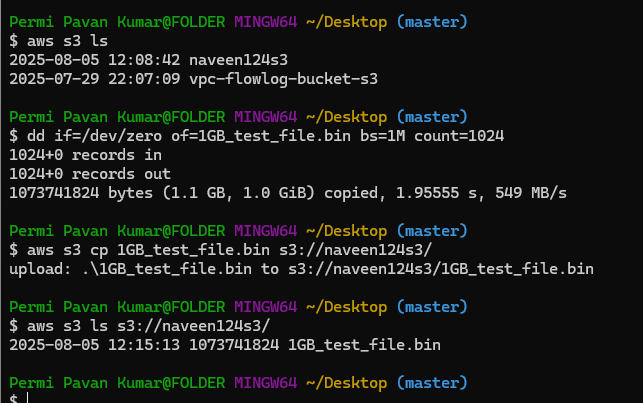 Permi Pavan Kumar@FOLDER MINGW64 ~/Desktop (master)
$ aws s3 ls
2025-08-05 12:08:42 naveen124s3
2025-07-29 22:07:09 vpc-flowlog-bucket-s3
Permi Pavan Kumar@FOLDER MINGW64 ~/Desktop (master)
$ dd if=/dev/zero of=1GB_test_file.bin bs=1M count=1024
1024+0 records in
1024+0 records out
1073741824 bytes (1.1 GB, 1.0 GiB) copied, 1.95555 s, 549 MB/s
Permi Pavan Kumar@FOLDER MINGW64 ~/Desktop (master)
$ aws s3 cp 1GB_test_file.bin s3://naveen124s3/
upload: .\1GB_test_file.bin to s3://naveen124s3/1GB_test_file.bin
Permi Pavan Kumar@FOLDER MINGW64 ~/Desktop (master)
$ aws s3 ls s3://naveen124s3/
2025-08-05 12:15:13 1073741824 1GB_test_file.bin
Permi Pavan Kumar@FOLDER MINGW64 ~/Desktop (master)
$